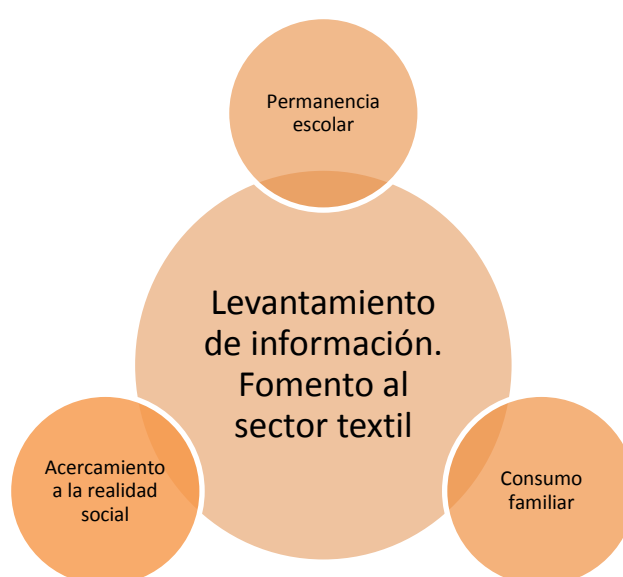 Permanencia
escolar
Levantamiento
de información.
Fomento al
sector textil
Acercamiento
a la realidad
social
Consumo
familiar